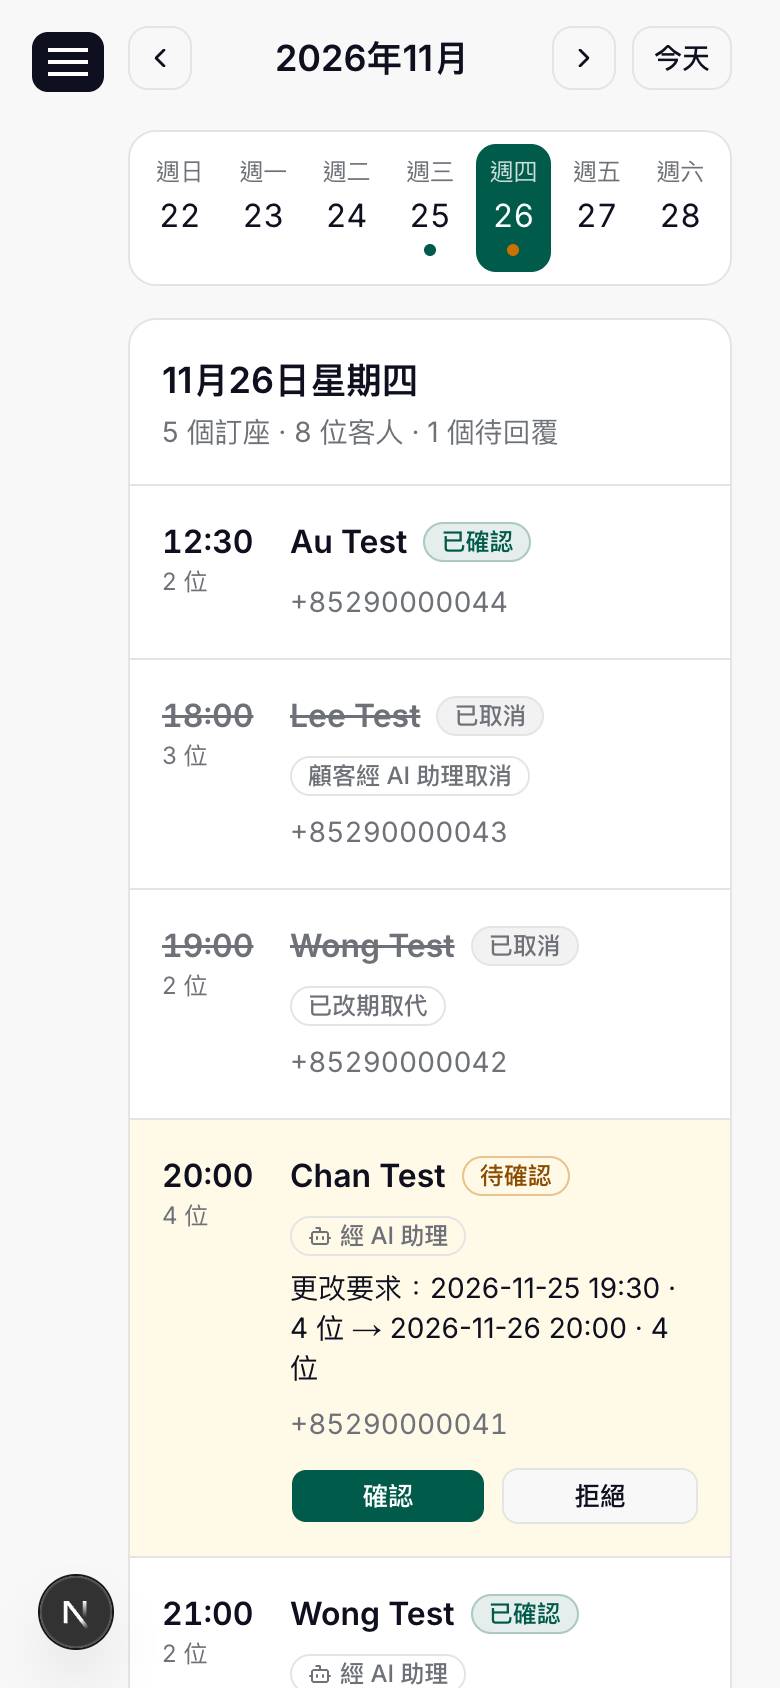 2026年11月
今天
週日 週一 週二 週三 週四 週五 週六
22 23 24 25 26 27 28
11月26日星期四
5 個訂座 · 8 位客人 · 1 個待回覆
12:30 Au Test 已確認
2 位
+85290000044
18:00 Lee Test 已取消
3 位
顧客經 AI 助理取消
+85290000043
19:00 Wong Test 已取消
2 位
已改期取代
+85290000042
20:00 Chan Test 待確認
4 位
經 AI 助理
更改要求：2026-11-25 19:30 ·
4 位 → 2026-11-26 20:00 · 4
位
+85290000041
確認 拒絕
N
21:00 Wong Test 已確認
2 位
經 AI 助理